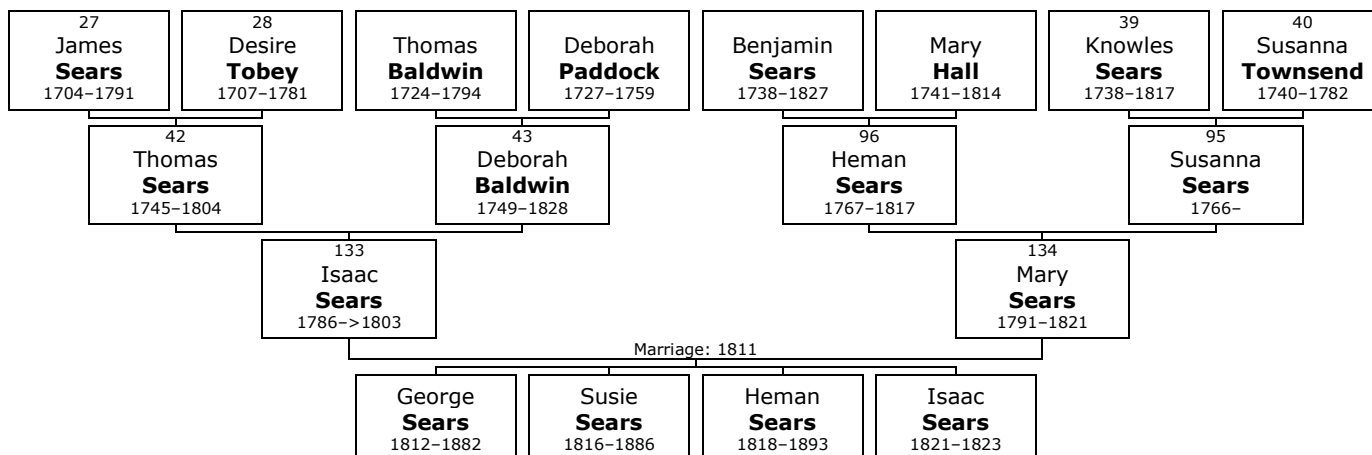 27
James
Sears
1704–1791
28
Desire
Tobey
1707–1781
Thomas
Baldwin
1724–1794
Deborah
Paddock
1727–1759
Benjamin
Sears
1738–1827
Mary
Hall
1741–1814
39
Knowles
Sears
1738–1817
40
Susanna
Townsend
1740–1782
42
Thomas
Sears
1745–1804
43
Deborah
Baldwin
1749–1828
96
Heman
Sears
1767–1817
95
Susanna
Sears
1766–
133
Isaac
Sears
1786–>1803
134
Mary
Sears
1791–1821
Marriage: 1811
George
Sears
1812–1882
Susie
Sears
1816–1886
Heman
Sears
1818–1893
Isaac
Sears
1821–1823